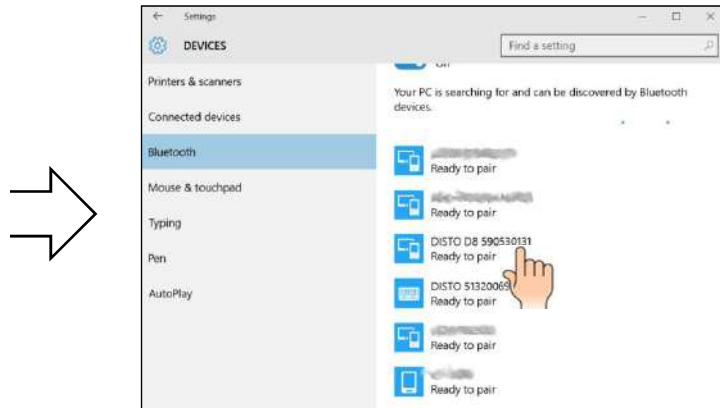 Settings
DEVICES
Find a setting
Printers & scanners
Connected devices
Bluetooth
Mouse & touchpad
Typing
Pen
AutoPlay
Your PC is searching for and can be discovered by Bluetooth
devices.
Ready to pair
Ready to pair
DISTO D8 590530131
Ready to pair
DISTO 51320069
Ready to pair
Ready to pair
Ready to pair